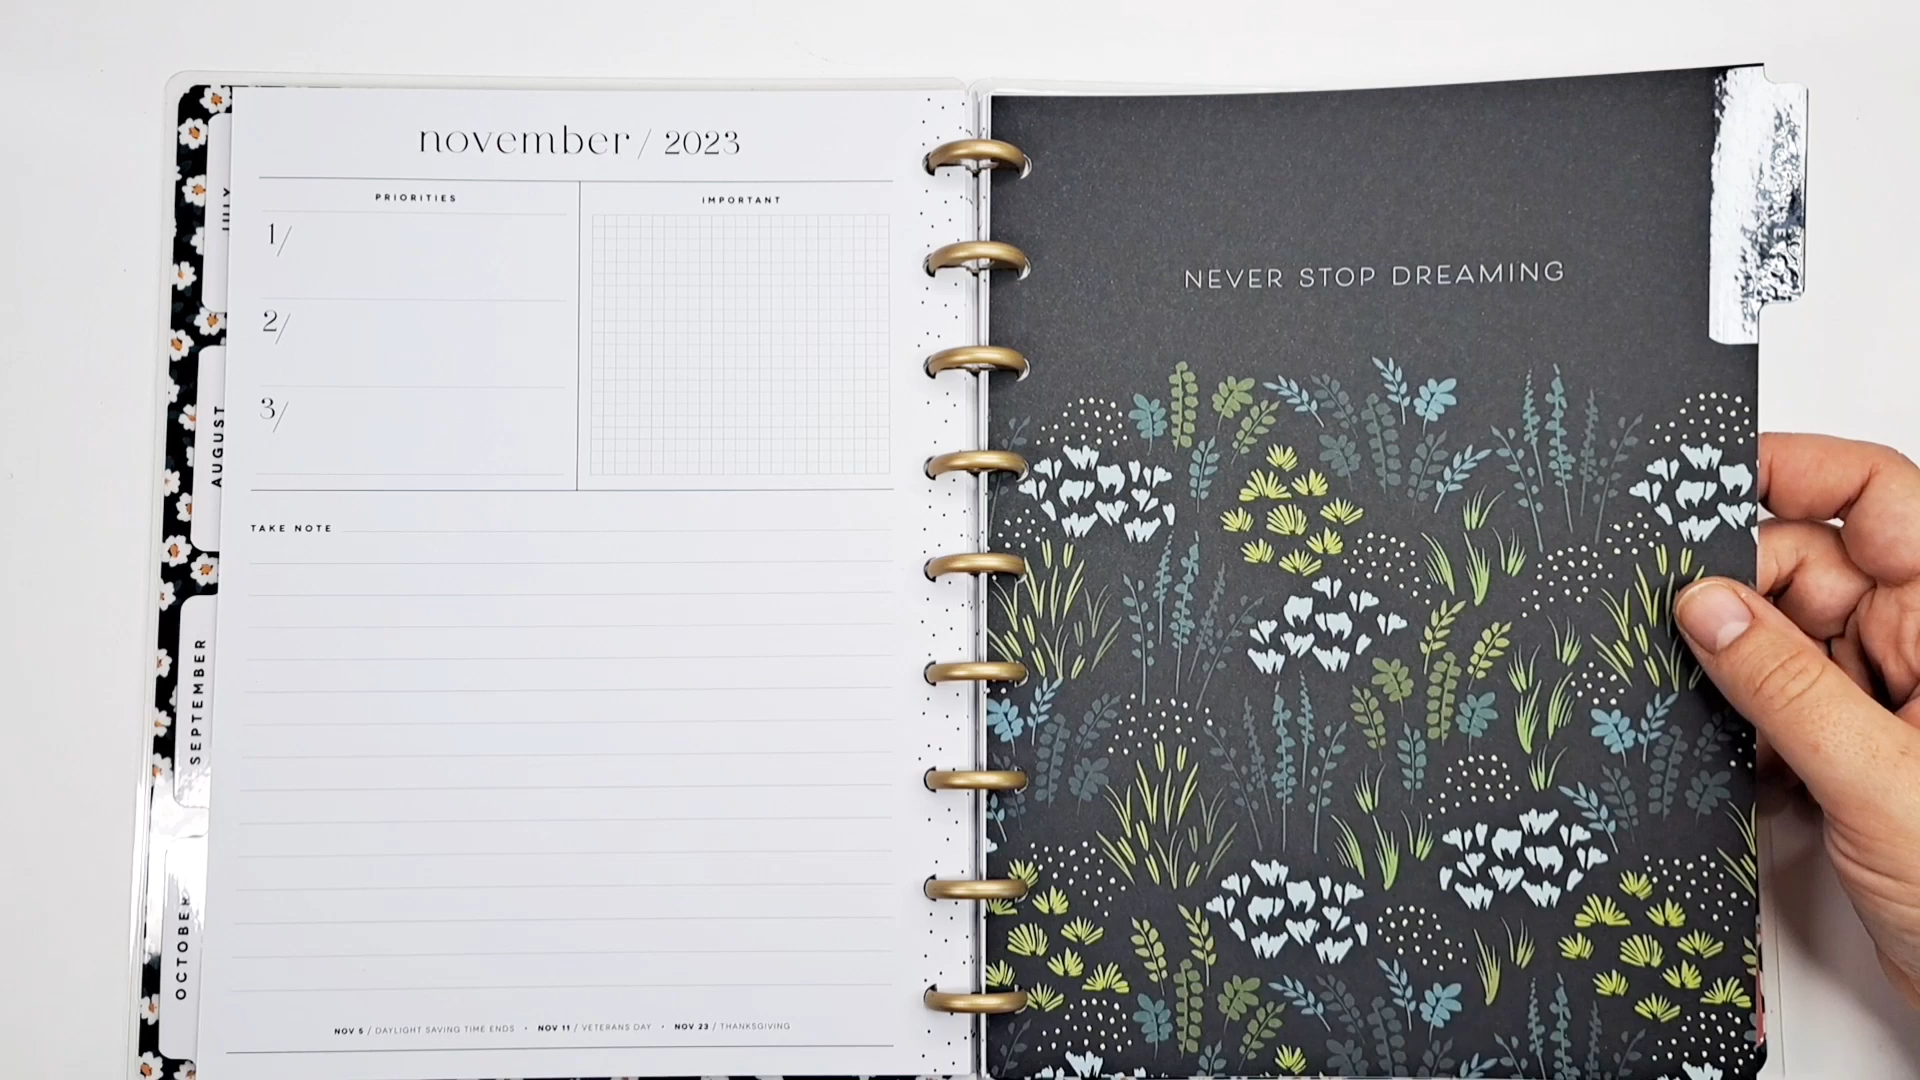 november / 2023
PRIORITIES
IMPORTANT
1/
2/
3/
TAKE NOTE
NOV 5 / DAYLIGHT SAVING TIME ENDS • NOV 11 / VETERANS DAY • NOV 23 / THANKSGIVING
JULY
AUGUST
SEPTEMBER
OCTOBER
NEVER STOP DREAMING